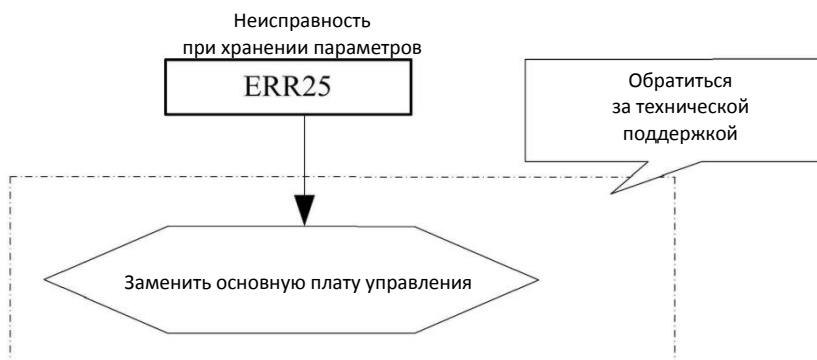 Неисправность
при хранении параметров
ERR25
Обратиться
за технической
поддержкой
Заменить основную плату управления